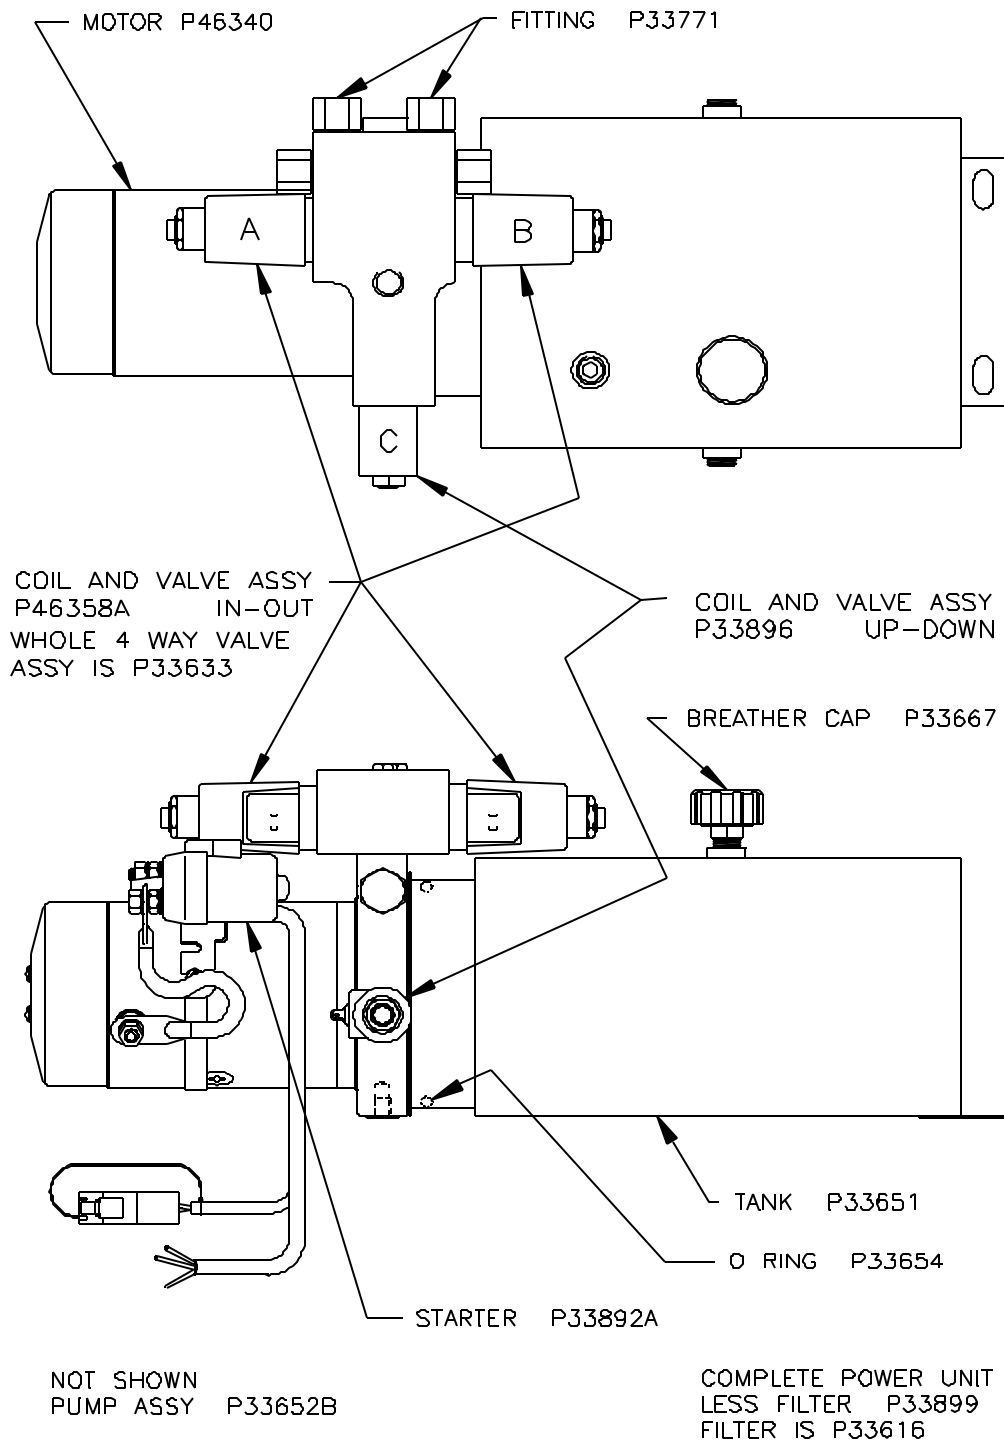 MOTOR P46340
FITTING P33771
A
B
C
COIL AND VALVE ASSY
P46358A IN-OUT
WHOLE 4 WAY VALVE
ASSY IS P33633
COIL AND VALVE ASSY
P33896 UP-DOWN
BREATHER CAP P33667
TANK P33651
O RING P33654
STARTER P33892A
NOT SHOWN
PUMP ASSY P33652B
COMPLETE POWER UNIT
LESS FILTER P33899
FILTER IS P33616